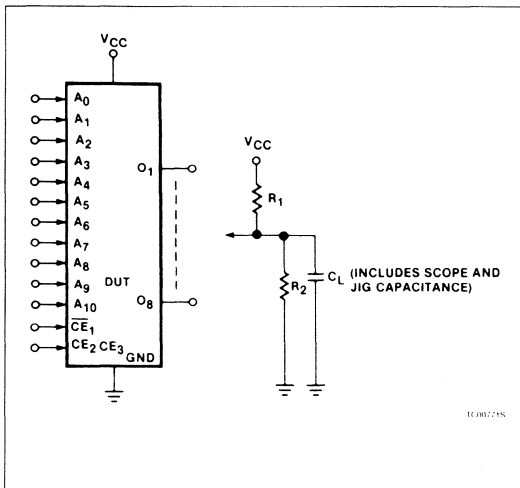 VCC
A0
A1
A2
A3
A4
A5
A6
A7
A8
A9
A10
CE1
CE2 CE3
GND
DUT
O1
O8
VCC
R1
R2
CL (INCLUDES SCOPE AND
JIG CAPACITANCE)